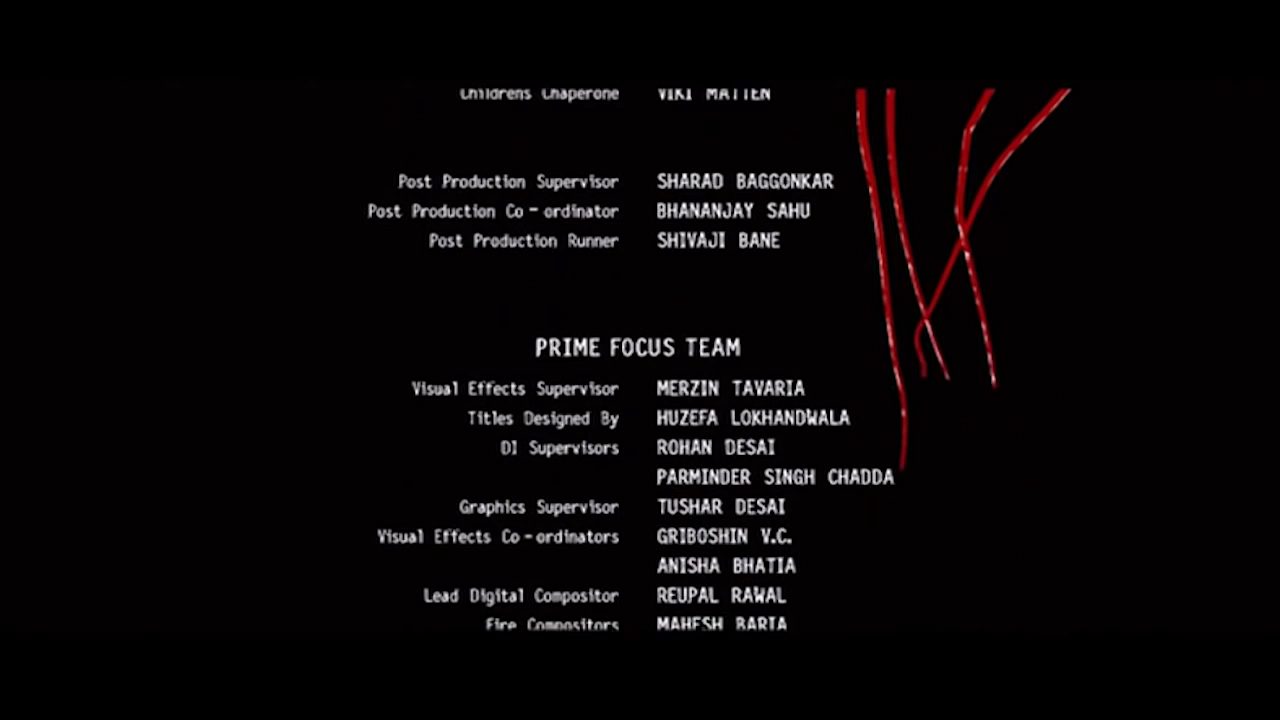 Childrens Chaperone VIKI MATTEN
Post Production Supervisor SHARAD BAGGONKAR
Post Production Co-ordinator BHANANJAY SAHU
Post Production Runner SHIVAJI BANE
PRIME FOCUS TEAM
Visual Effects Supervisor MERZIN TAVARIA
Titles Designed By HUZEFA LOKHANDWALA
DI Supervisors ROHAN DESAI
PARMINDER SINGH CHADDA
Graphics Supervisor TUSHAR DESAI
Visual Effects Co-ordinators GRIBOSHIN V.C.
ANISHA BHATIA
Lead Digital Compositor REUPAL RAWAL
Fire Compositors MAHESH BARIA